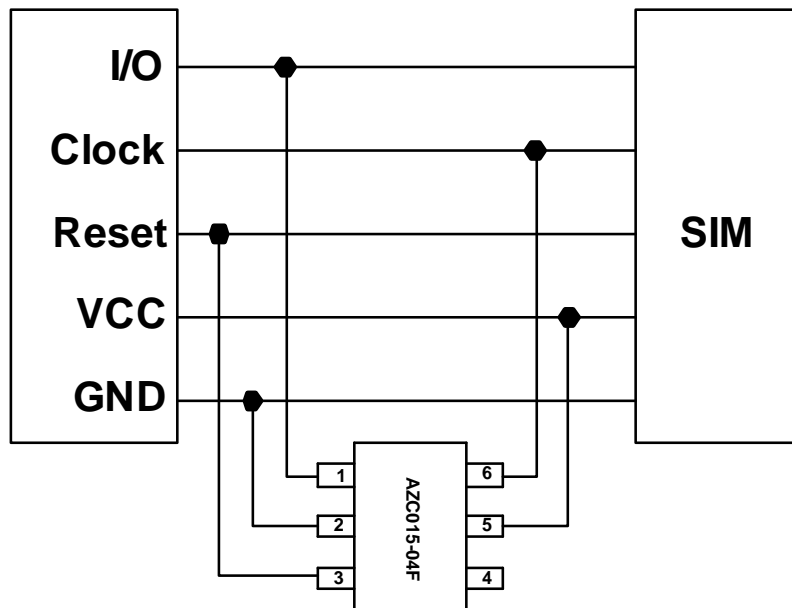 I/O
Clock
Reset
VCC
GND
SIM
1
2
3
AZC015-04F
6
5
4